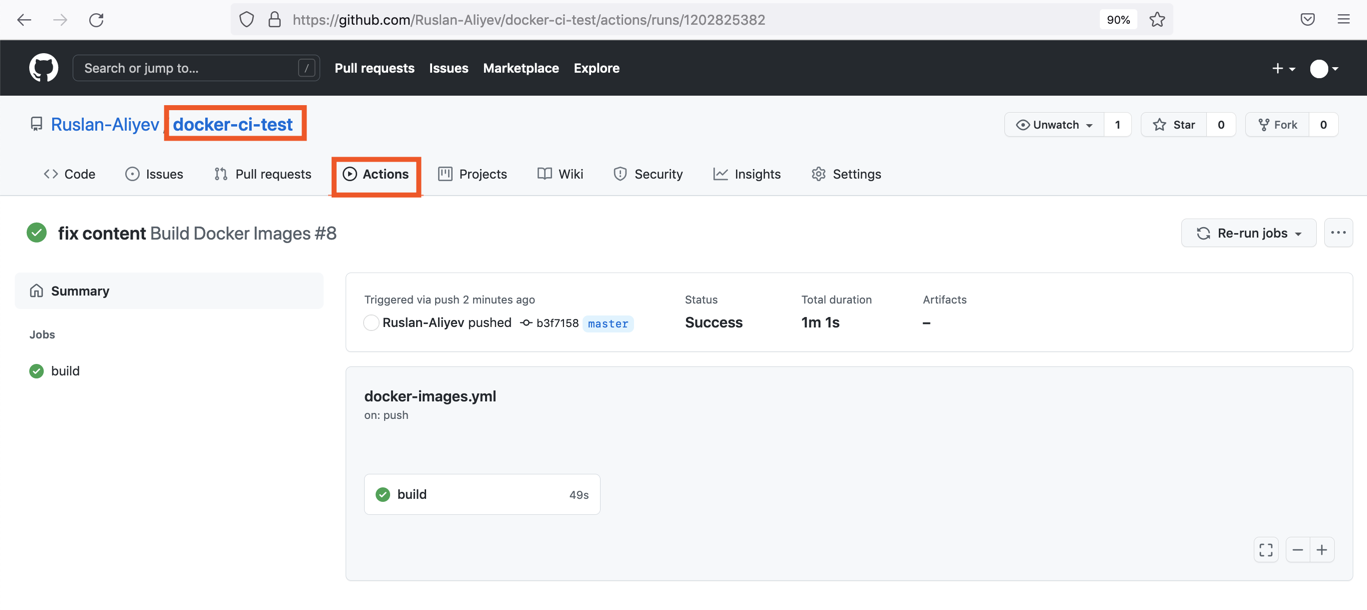 https://github.com/Ruslan-Aliyev/docker-ci-test/actions/runs/1202825382 90%
Search or jump to... / Pull requests Issues Marketplace Explore +
Ruslan-Aliyev / docker-ci-test Unwatch 1 Star 0 Fork 0
Code Issues Pull requests Actions Projects Wiki Security Insights Settings
fix content Build Docker Images #8 Re-run jobs ...
Summary
Jobs
build
Triggered via push 2 minutes ago Status Total duration Artifacts
Ruslan-Aliyev pushed b3f7158 master Success 1m 1s –
docker-images.yml
on: push
build 49s